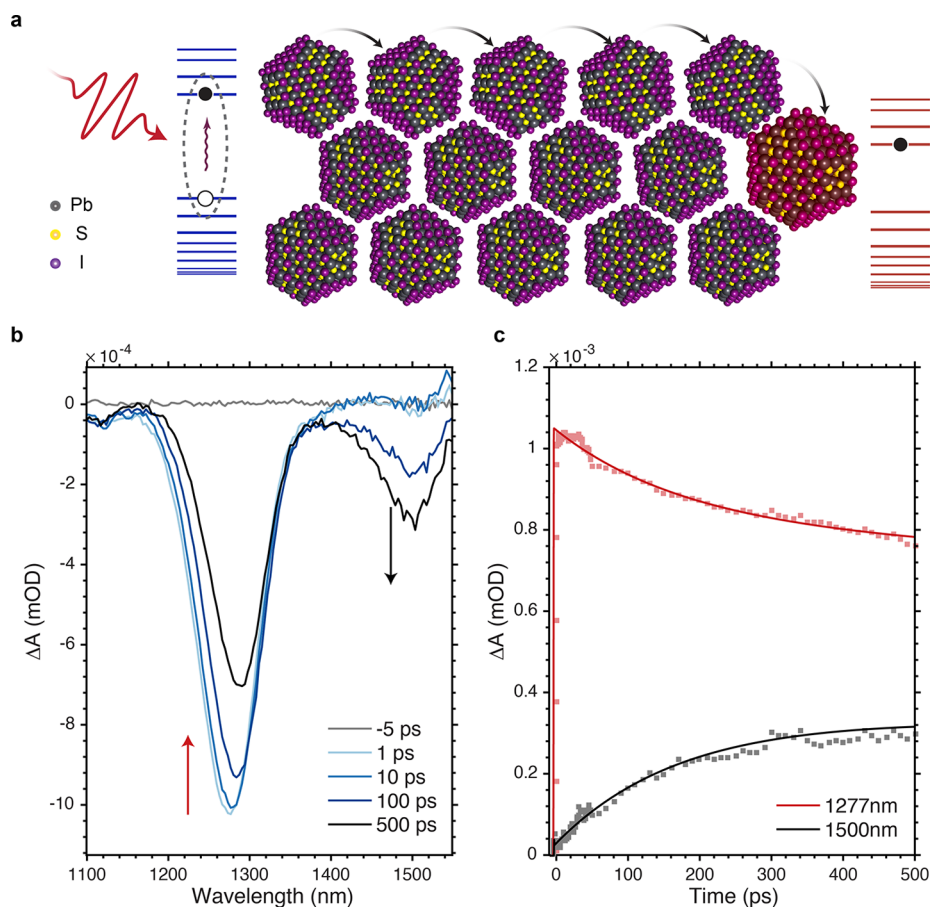 a
Pb
S
I
b
c
× 10⁻⁴
0
-2
-4
-6
-8
-10
ΔA (mOD)
1100
1200
1300
1400
1500
Wavelength (nm)
-5 ps
1 ps
10 ps
100 ps
500 ps
× 10⁻³
1.2
1
0.8
0.6
0.4
0.2
0
ΔA (mOD)
0
100
200
300
400
500
Time (ps)
1277nm
1500nm